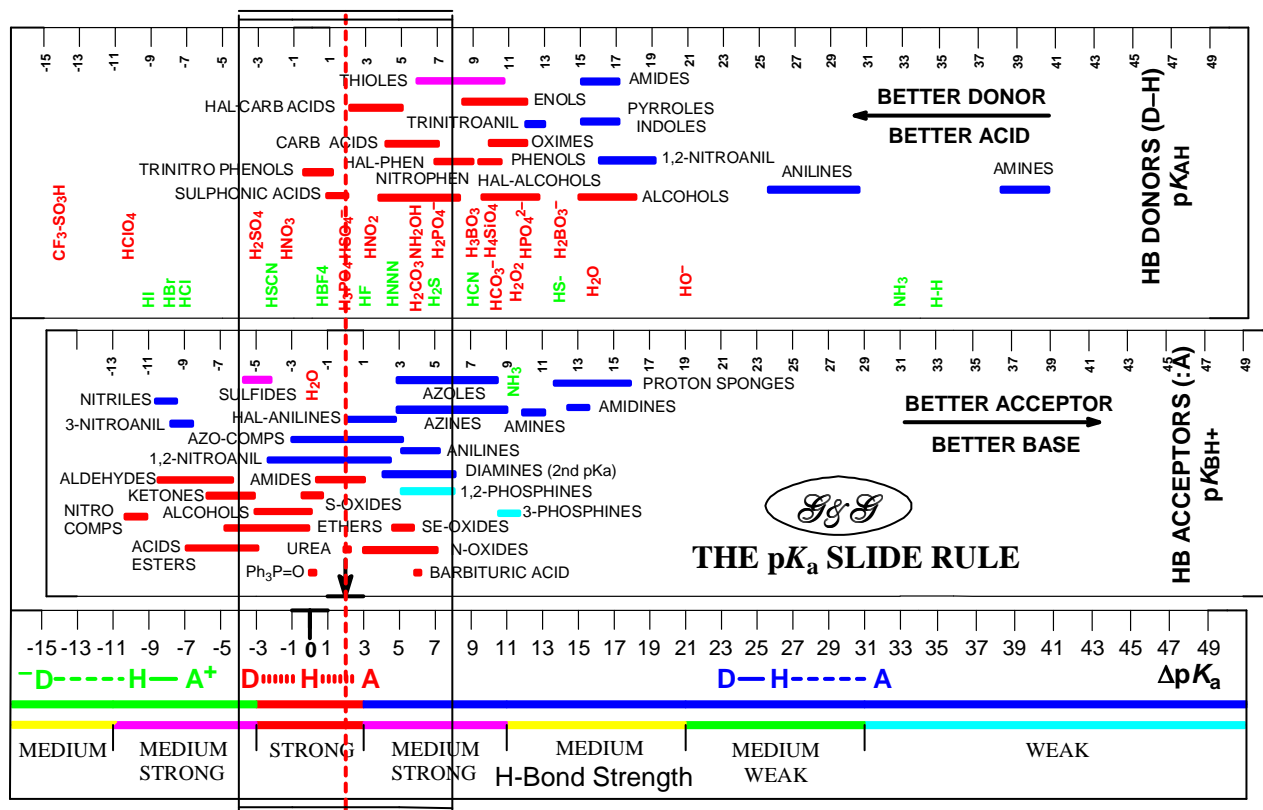 -15 -13 -11 -9 -7 -5 -3 -1 1 3 5 7 9 11 13 15 17 19 21 23 25 27 29 31 33 35 37 39 41 43 45 47 49
THIOLES AMIDES
HAL-CARB ACIDS ENOLS BETTER DONOR
TRINITROANIL PYRROLES
INDOLES BETTER ACID
CARB ACIDS OXIMES
TRINITRO PHENOLS HAL-PHEN PHENOLS 1,2-NITROANIL ANILINES AMINES
NITROPHEN HAL-ALCOHOLS
SULPHONIC ACIDS ALCOHOLS
CF3-SO3H HClO4 H2SO4 HNO3 H3PO4 HSO4− HNO2 H2CO3 NH2OH H2PO4− H3BO3 H4SiO4 HCO3− H2O2 HPO4^2− H2BO3− H2O HO−
HI HBr HCl HSCN HBF4 HF HNNN H2S HCN HS- NH3 H-H
HB DONORS (D–H)
pKAH
-13 -11 -9 -7 -5 -3 -1 1 3 5 7 9 11 13 15 17 19 21 23 25 27 29 31 33 35 37 39 41 43 45 47 49
H2O NH3
SULFIDES AZOLES PROTON SPONGES
NITRILES HAL-ANILINES AZINES AMINES AMIDINES BETTER ACCEPTOR
3-NITROANIL
AZO-COMPS ANILINES BETTER BASE
1,2-NITROANIL DIAMINES (2nd pKa)
ALDEHYDES AMIDES
KETONES S-OXIDES 1,2-PHOSPHINES
NITRO
COMPS ALCOHOLS 3-PHOSPHINES
ETHERS SE-OXIDES
ACIDS
ESTERS UREA N-OXIDES
Ph3P=O BARBITURIC ACID
G&G
THE pKa SLIDE RULE
HB ACCEPTORS (:A)
pKBH+
-15 -13 -11 -9 -7 -5 -3 -1 0 1 3 5 7 9 11 13 15 17 19 21 23 25 27 29 31 33 35 37 39 41 43 45 47 49
−D H A+ D H A D H A ΔpKa
MEDIUM MEDIUM
STRONG STRONG MEDIUM
STRONG MEDIUM MEDIUM
WEAK WEAK
H-Bond Strength